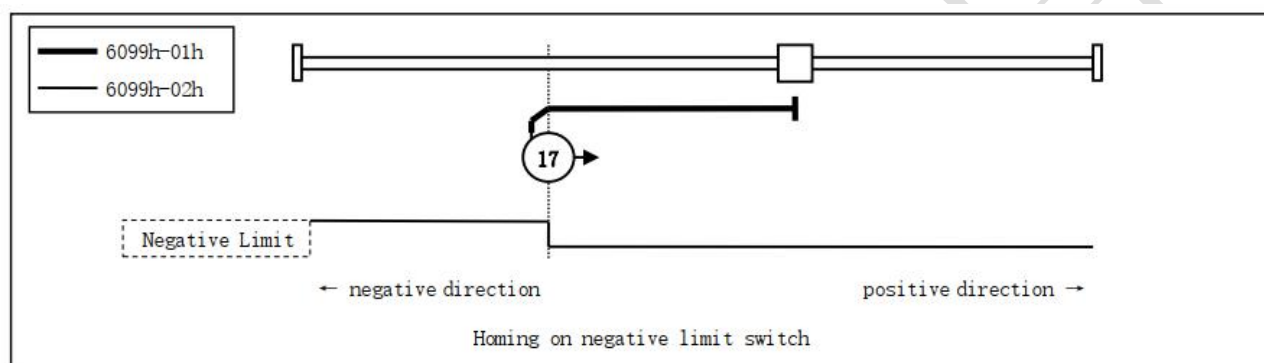 6099h-01h
6099h-02h
17
Negative Limit
← negative direction
positive direction →
Homing on negative limit switch